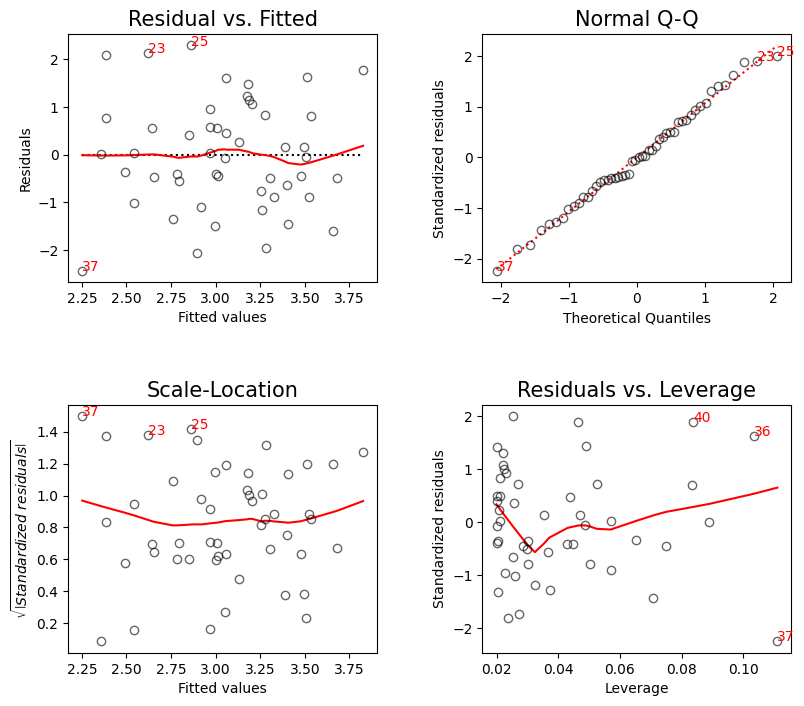 Residual vs. Fitted
Residuals
2
1
0
−1
−2
23
25
37
2.25 2.50 2.75 3.00 3.25 3.50 3.75
Fitted values
Normal Q-Q
Standardized residuals
2
1
0
−1
−2
23
25
37
−2 −1 0 1 2
Theoretical Quantiles
Scale-Location
√|Standardized residuals|
1.4
1.2
1.0
0.8
0.6
0.4
0.2
37
23
25
2.25 2.50 2.75 3.00 3.25 3.50 3.75
Fitted values
Residuals vs. Leverage
Standardized residuals
2
1
0
−1
−2
40
36
37
0.02 0.04 0.06 0.08 0.10
Leverage